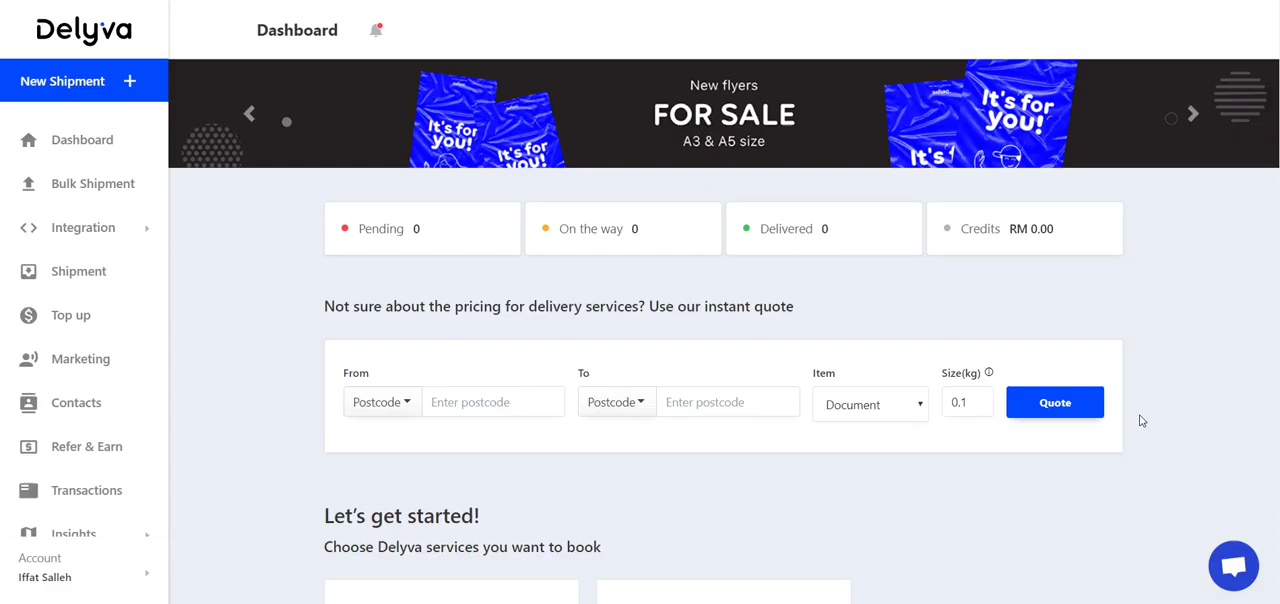 Delyva
Dashboard
New Shipment +
New flyers
FOR SALE
A3 & A5 size
It's for
you!
It's for
you!
It's for
you!
It's
Dashboard
Bulk Shipment
Integration
Shipment
Top up
Marketing
Contacts
Refer & Earn
Transactions
Insights
Account
Iffat Salleh
Pending 0
On the way 0
Delivered 0
Credits RM 0.00
Not sure about the pricing for delivery services? Use our instant quote
From
To
Item
Size(kg)
Postcode
Enter postcode
Postcode
Enter postcode
Document
0.1
Quote
Let's get started!
Choose Delyva services you want to book